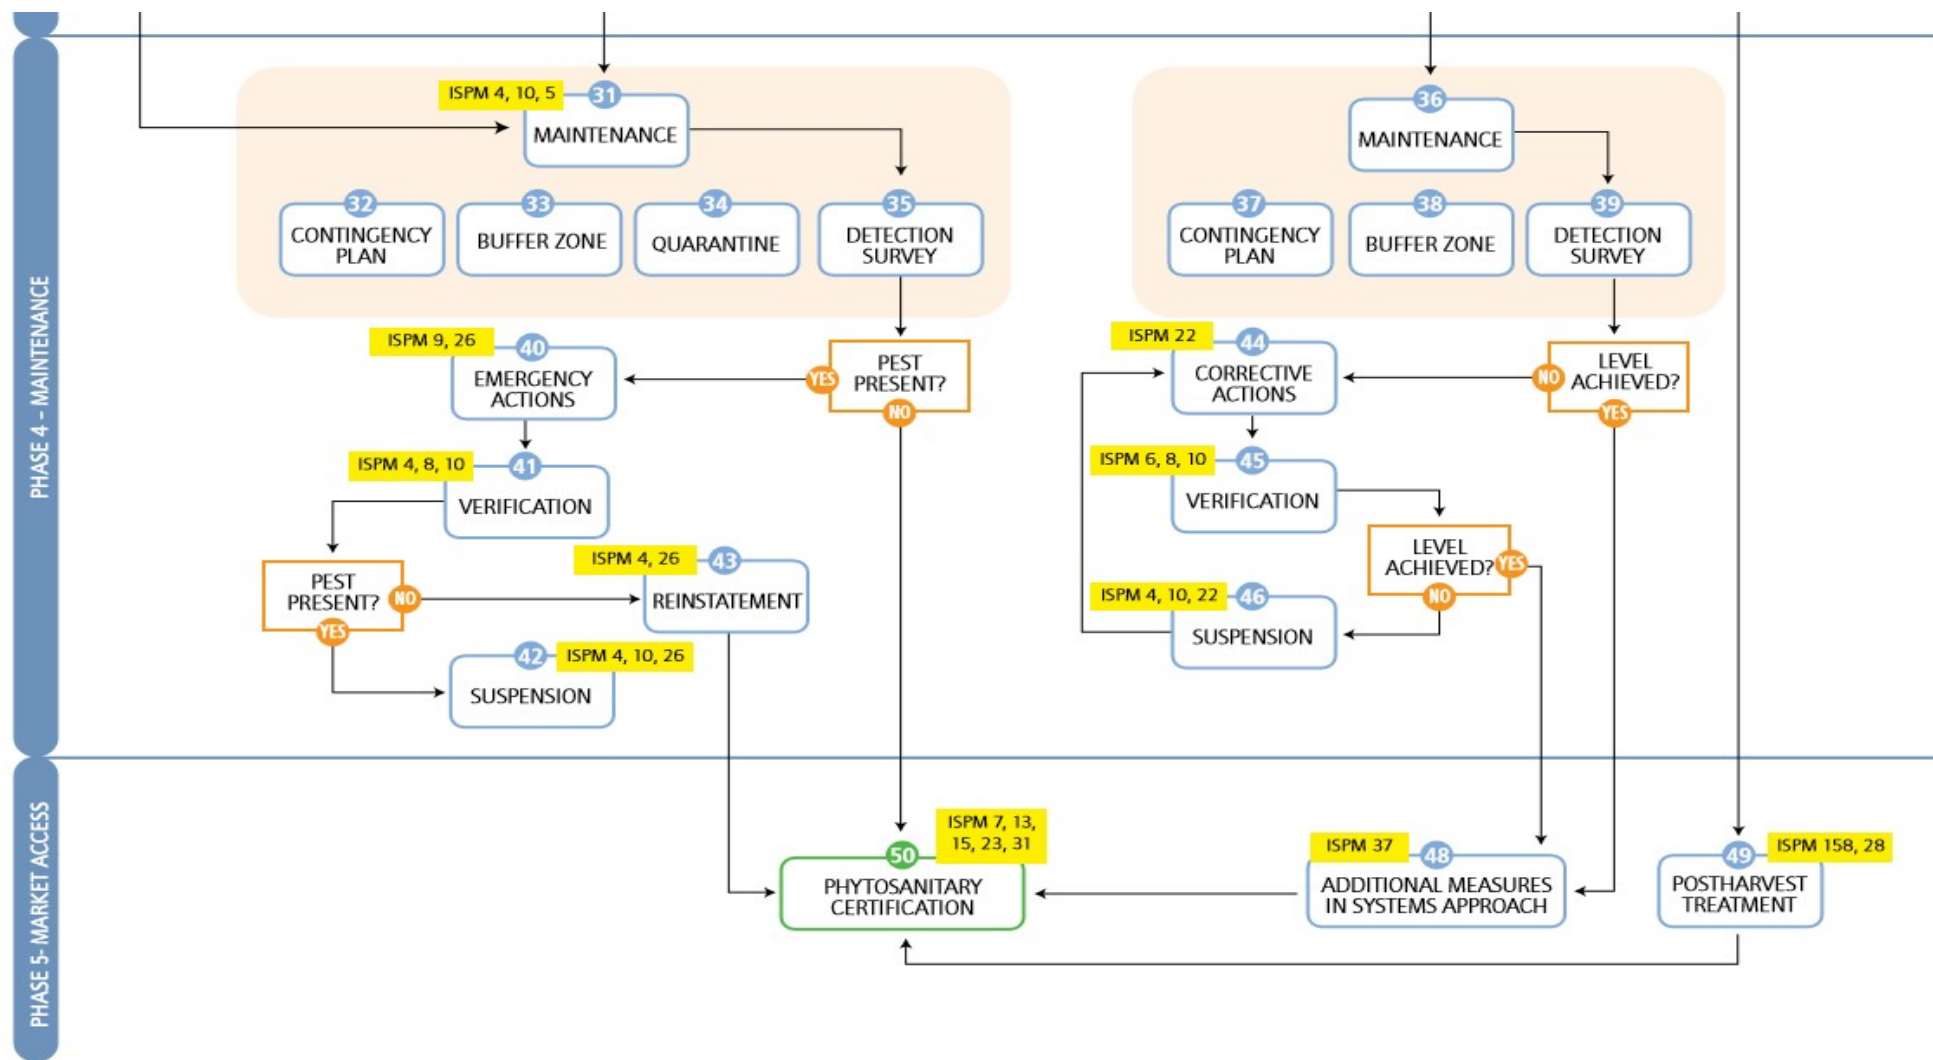 PHASE 4 – MAINTENANCE
ISPM 4, 10, 5
31
MAINTENANCE
32
CONTINGENCY
PLAN
33
BUFFER ZONE
34
QUARANTINE
35
DETECTION
SURVEY
36
MAINTENANCE
37
CONTINGENCY
PLAN
38
BUFFER ZONE
39
DETECTION
SURVEY
ISPM 9, 26
40
EMERGENCY
ACTIONS
YES
PEST
PRESENT?
NO
ISPM 4, 8, 10
41
VERIFICATION
PEST
PRESENT?
NO
YES
ISPM 4, 26
43
REINSTATEMENT
42
ISPM 4, 10, 26
SUSPENSION
ISPM 22
44
CORRECTIVE
ACTIONS
NO
LEVEL
ACHIEVED?
YES
ISPM 6, 8, 10
45
VERIFICATION
LEVEL
ACHIEVED?
YES
NO
ISPM 4, 10, 22
46
SUSPENSION
PHASE 5- MARKET ACCESS
ISPM 7, 13,
15, 23, 31
50
PHYTOSANITARY
CERTIFICATION
ISPM 37
48
ADDITIONAL MEASURES
IN SYSTEMS APPROACH
49
ISPM 158, 28
POSTHARVEST
TREATMENT